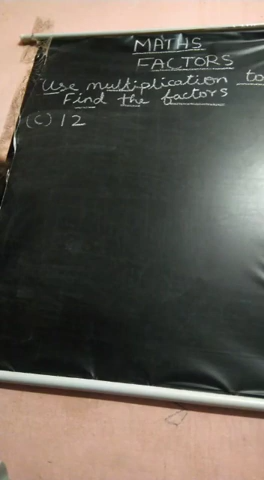 MATHS
FACTORS
Use multiplication to
Find the factors
(C) 12